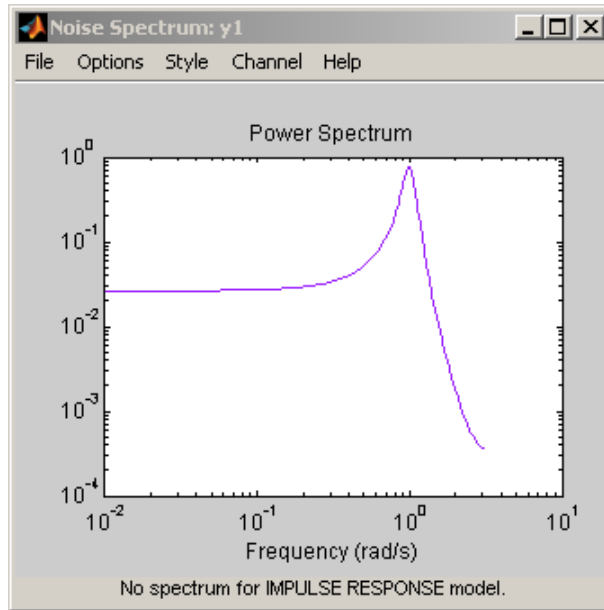 Noise Spectrum: y1
File Options Style Channel Help
Power Spectrum
10^0
10^-1
10^-2
10^-3
10^-4
10^-2 10^-1 10^0 10^1
Frequency (rad/s)
No spectrum for IMPULSE RESPONSE model.